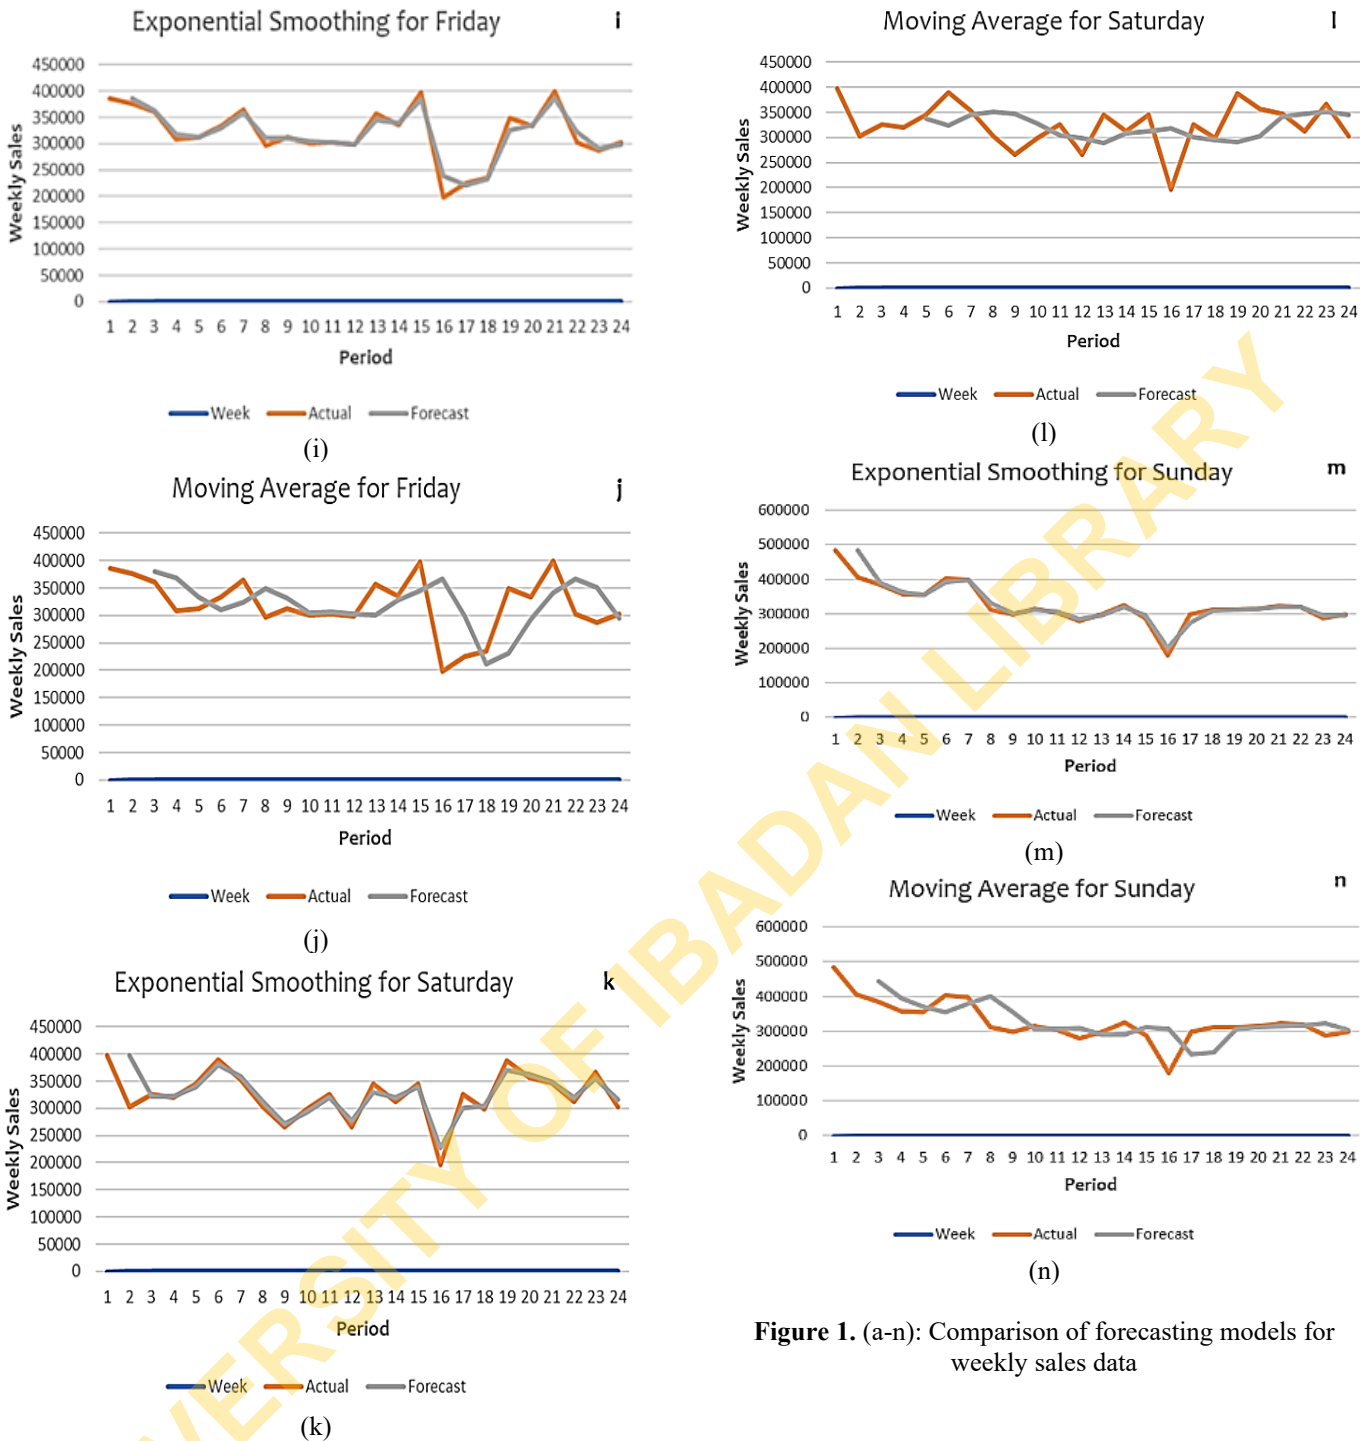 Exponential Smoothing for Friday
i
450000
400000
350000
300000
250000
200000
150000
100000
50000
0
Weekly Sales
1 2 3 4 5 6 7 8 9 10 11 12 13 14 15 16 17 18 19 20 21 22 23 24
Period
Week Actual Forecast
(i)
Moving Average for Friday
j
450000
400000
350000
300000
250000
200000
150000
100000
50000
0
Weekly Sales
1 2 3 4 5 6 7 8 9 10 11 12 13 14 15 16 17 18 19 20 21 22 23 24
Period
Week Actual Forecast
(j)
Exponential Smoothing for Saturday
k
450000
400000
350000
300000
250000
200000
150000
100000
50000
0
Weekly Sales
1 2 3 4 5 6 7 8 9 10 11 12 13 14 15 16 17 18 19 20 21 22 23 24
Period
Week Actual Forecast
(k)
Moving Average for Saturday
l
450000
400000
350000
300000
250000
200000
150000
100000
50000
0
Weekly Sales
1 2 3 4 5 6 7 8 9 10 11 12 13 14 15 16 17 18 19 20 21 22 23 24
Period
Week Actual Forecast
(l)
Exponential Smoothing for Sunday
m
600000
500000
400000
300000
200000
100000
0
Weekly Sales
1 2 3 4 5 6 7 8 9 10 11 12 13 14 15 16 17 18 19 20 21 22 23 24
Period
Week Actual Forecast
(m)
Moving Average for Sunday
n
600000
500000
400000
300000
200000
100000
0
Weekly Sales
1 2 3 4 5 6 7 8 9 10 11 12 13 14 15 16 17 18 19 20 21 22 23 24
Period
Week Actual Forecast
(n)
Figure 1. (a-n): Comparison of forecasting models for
weekly sales data
VERSITY OF IBADAN LIBRARY